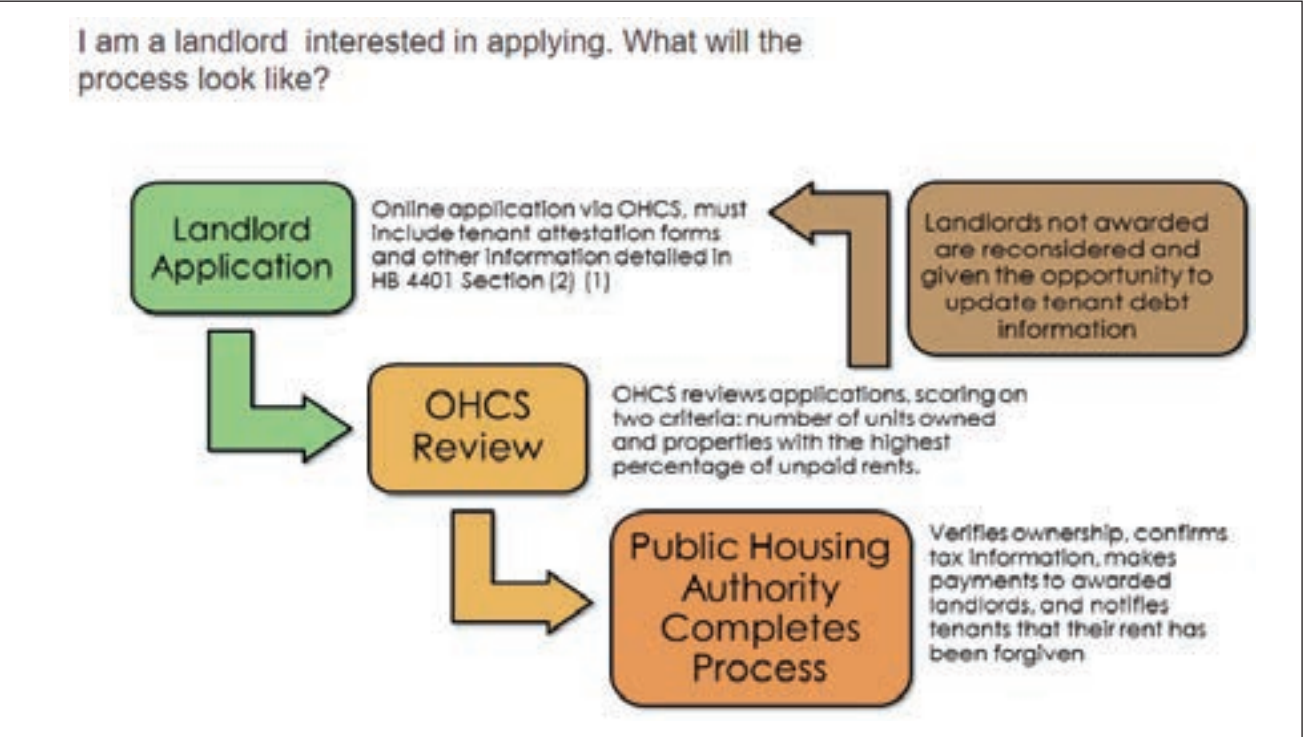 I am a landlord interested in applying. What will the
process look like?
Landlord
Application
Online application via OHCS, must
include tenant attestation forms
and other information detailed in
HB 4401 Section (2) (1)
Landlords not awarded
are reconsidered and
given the opportunity to
update tenant debt
information
OHCS
Review
OHCS reviews applications, scoring on
two criteria: number of units owned
and properties with the highest
percentage of unpaid rents.
Public Housing
Authority
Completes
Process
Verifies ownership, confirms
tax information, makes
payments to awarded
landlords, and notifies
tenants that their rent has
been forgiven